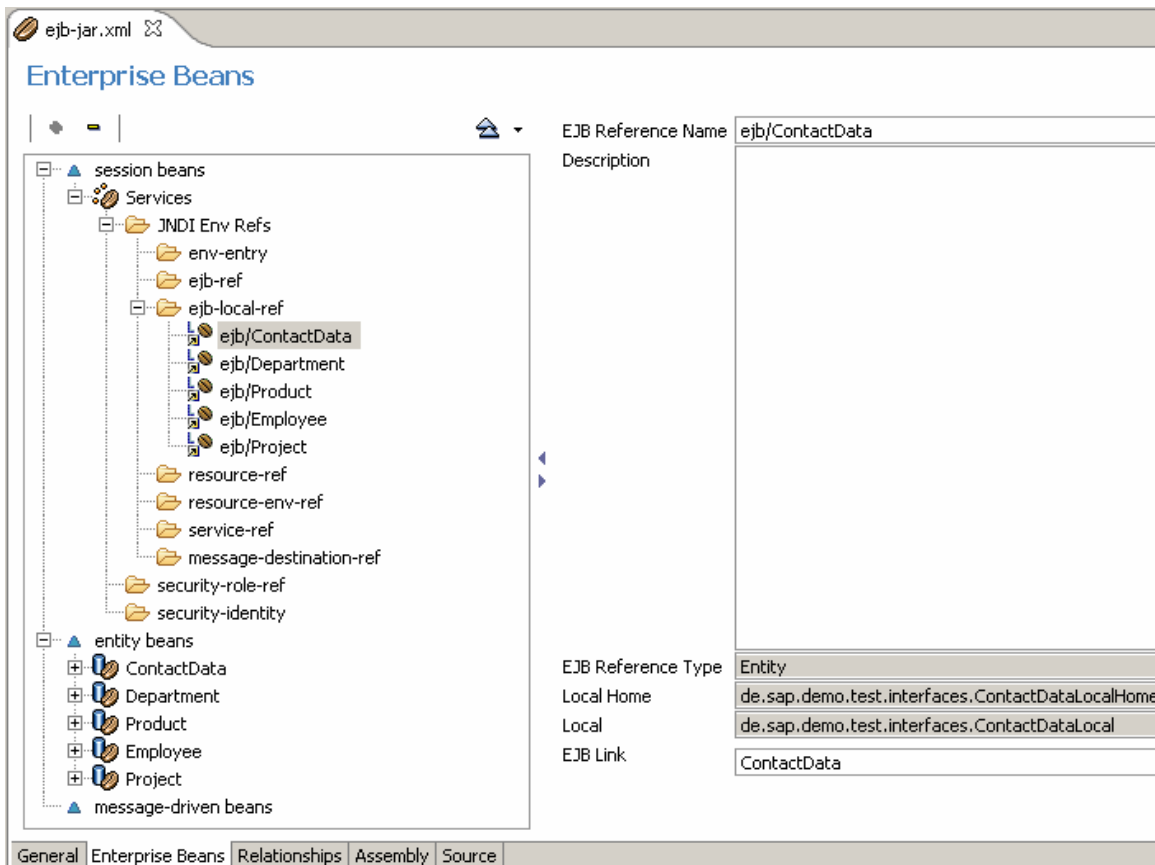 ejb-jar.xml
Enterprise Beans
session beans
Services
JNDI Env Refs
env-entry
ejb-ref
ejb-local-ref
ejb/ContactData
ejb/Department
ejb/Product
ejb/Employee
ejb/Project
resource-ref
resource-env-ref
service-ref
message-destination-ref
security-role-ref
security-identity
entity beans
ContactData
Department
Product
Employee
Project
message-driven beans
EJB Reference Name ejb/ContactData
Description
EJB Reference Type Entity
Local Home de.sap.demo.test.interfaces.ContactDataLocalHome
Local de.sap.demo.test.interfaces.ContactDataLocal
EJB Link ContactData
General Enterprise Beans Relationships Assembly Source